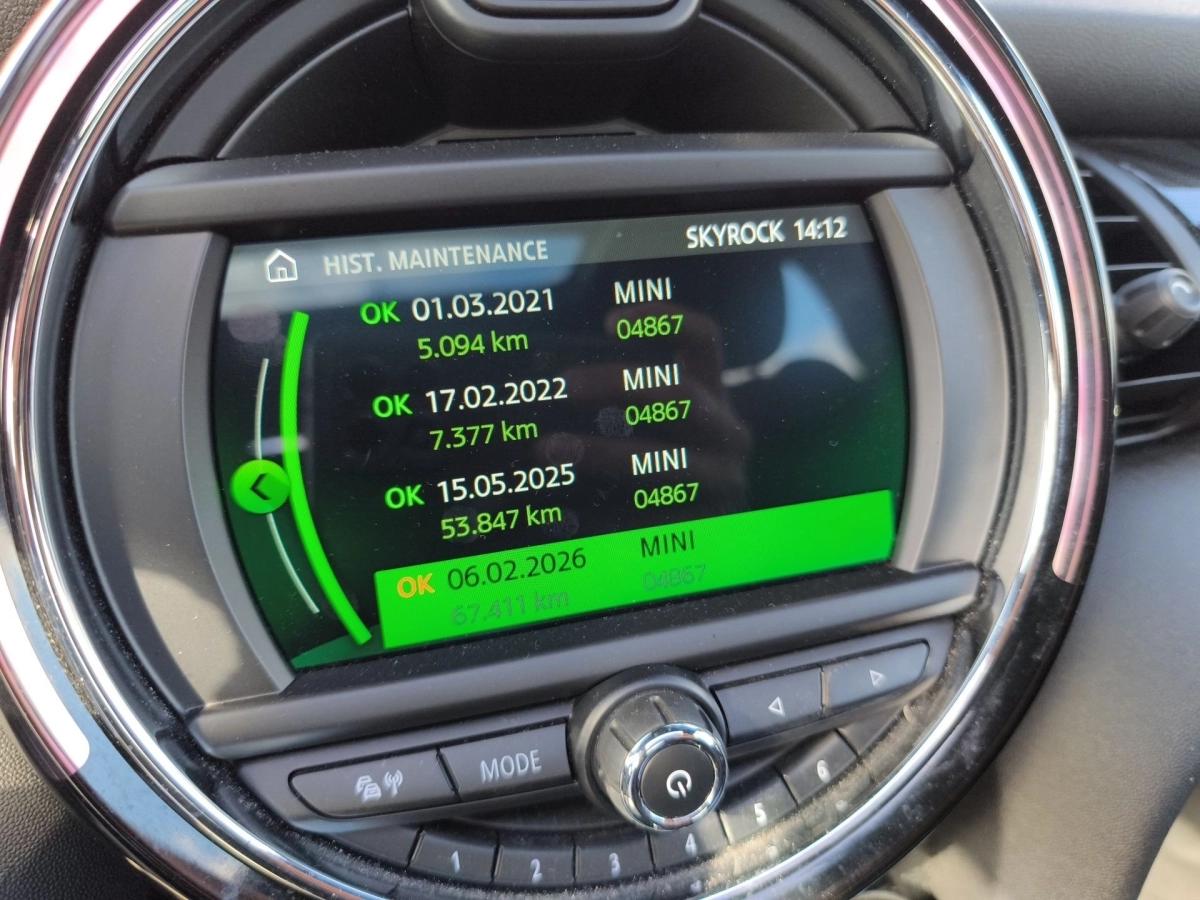 HIST. MAINTENANCE SKYROCK 14:12
OK 01.03.2021 MINI
5.094 km 04867
OK 17.02.2022 MINI
7.377 km 04867
OK 15.05.2025 MINI
53.847 km 04867
OK 06.02.2026 MINI
67.411 km 04867
MODE
1 2 3 4 5 6